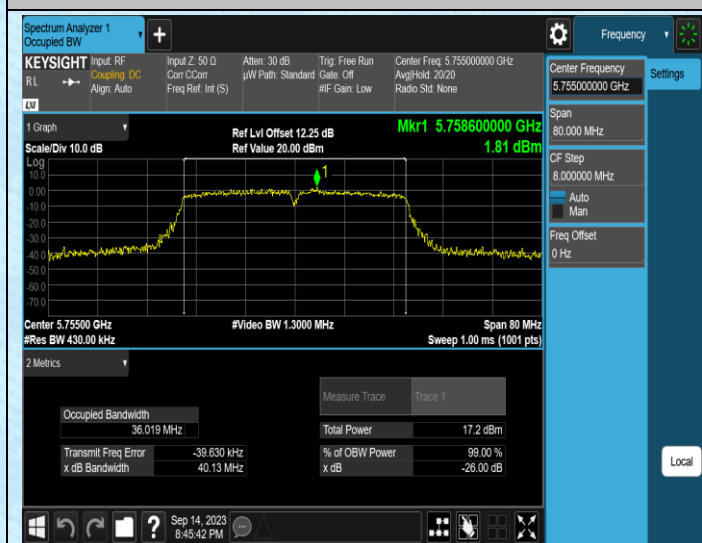 Spectrum Analyzer 1
Occupied BW
Frequency
KEYSIGHT
RL
Input: RF
Coupling: DC
Align: Auto
Input Z: 50 Ω
Corr CCorr
Freq Ref: Int (S)
Atten: 30 dB
µW Path: Standard
Trig: Free Run
Gate: Off
#IF Gain: Low
Center Freq: 5.755000000 GHz
Avg|Hold: 20/20
Radio Std: None
LXI
1 Graph
Scale/Div 10.0 dB
Ref Lvl Offset 12.25 dB
Ref Value 20.00 dBm
Mkr1 5.758600000 GHz
1.81 dBm
Log
10.0
0.00
-10.0
-20.0
-30.0
-40.0
-50.0
-60.0
-70.0
1
Center 5.75500 GHz
#Res BW 430.00 kHz
#Video BW 1.3000 MHz
Span 80 MHz
Sweep 1.00 ms (1001 pts)
2 Metrics
Measure Trace
Trace 1
Occupied Bandwidth
36.019 MHz
Total Power
17.2 dBm
Transmit Freq Error
-39.630 kHz
% of OBW Power
99.00 %
x dB Bandwidth
40.13 MHz
x dB
-26.00 dB
Center Frequency
5.755000000 GHz
Settings
Span
80.000 MHz
CF Step
8.000000 MHz
Auto
Man
Freq Offset
0 Hz
Local
?
Sep 14, 2023
8:45:42 PM